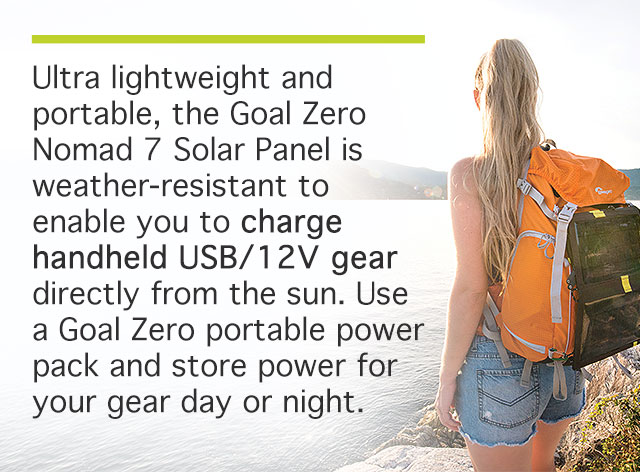 Ultra lightweight and
portable, the Goal Zero
Nomad 7 Solar Panel is
weather-resistant to
enable you to charge
handheld USB/12V gear
directly from the sun. Use
a Goal Zero portable power
pack and store power for
your gear day or night.